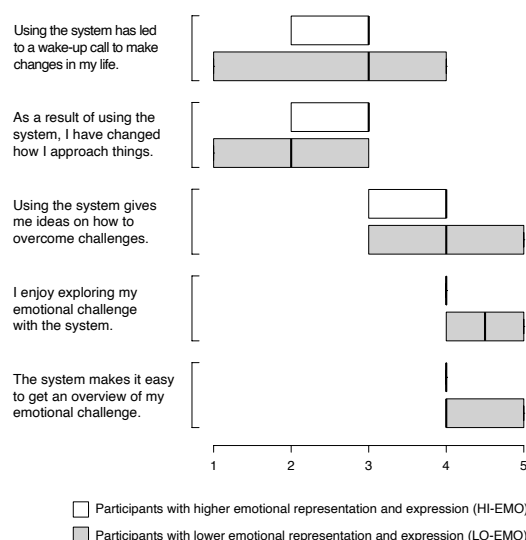 Using the system has led
to a wake-up call to make
changes in my life.
As a result of using the
system, I have changed
how I approach things.
Using the system gives
me ideas on how to
overcome challenges.
I enjoy exploring my
emotional challenge
with the system.
The system makes it easy
to get an overview of my
emotional challenge.
1 2 3 4 5
Participants with higher emotional representation and expression (HI-EMO)
Participants with lower emotional representation and expression (LO-EMO)